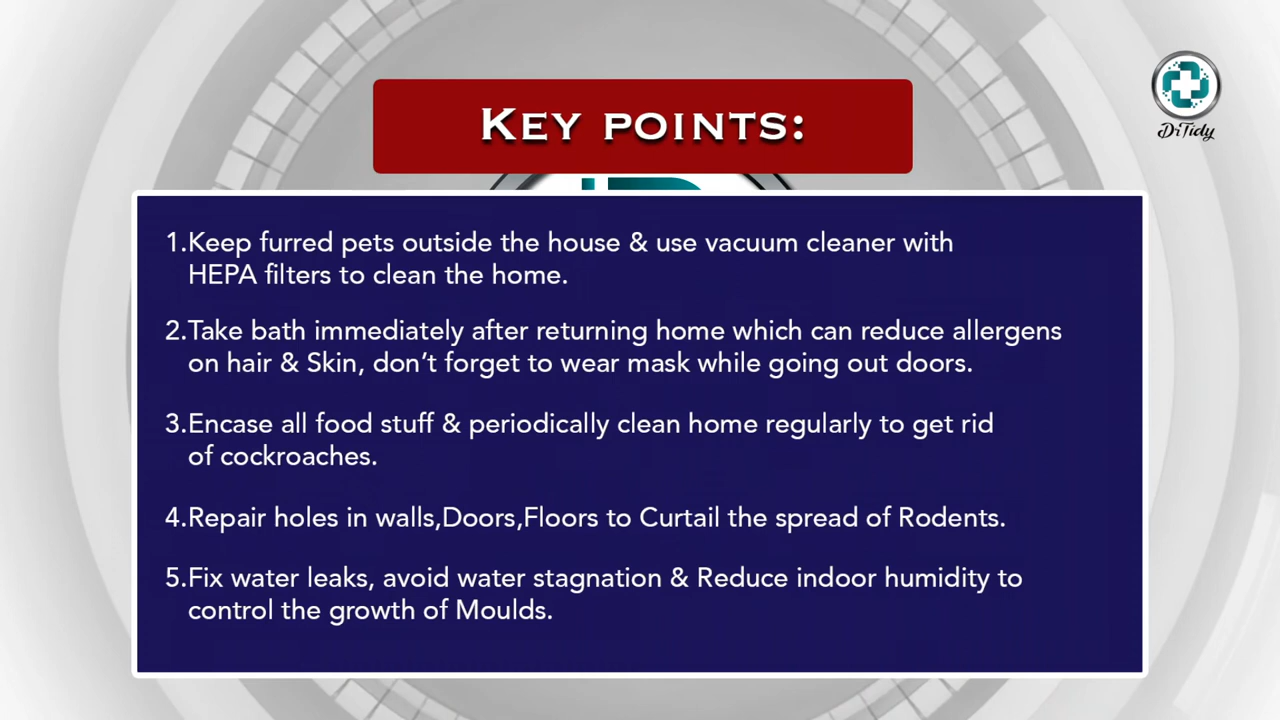 KEY POINTS:
DiTidy
1.Keep furred pets outside the house & use vacuum cleaner with
HEPA filters to clean the home.
2.Take bath immediately after returning home which can reduce allergens
on hair & Skin, don’t forget to wear mask while going out doors.
3.Encase all food stuff & periodically clean home regularly to get rid
of cockroaches.
4.Repair holes in walls,Doors,Floors to Curtail the spread of Rodents.
5.Fix water leaks, avoid water stagnation & Reduce indoor humidity to
control the growth of Moulds.